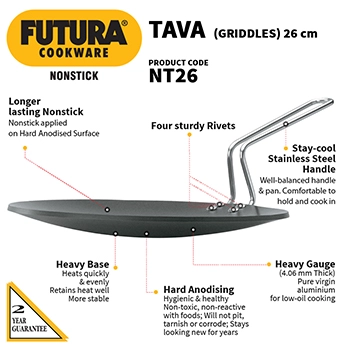 FUTURA®
COOKWARE
NONSTICK
TAVA (GRIDDLES) 26 cm
PRODUCT CODE
NT26
Longer
lasting Nonstick
Nonstick applied
on Hard Anodised Surface
Four sturdy Rivets
Stay-cool
Stainless Steel
Handle
Well-balanced handle
& pan. Comfortable to
hold and cook in
Heavy Base
Heats quickly
& evenly
Retains heat well
More stable
Hard Anodising
Hygienic & healthy
Non-toxic, non-reactive
with foods; Will not pit,
tarnish or corrode; Stays
looking new for years
Heavy Gauge
(4.06 mm Thick)
Pure virgin
aluminium
for low-oil cooking
2
YEAR
GUARANTEE